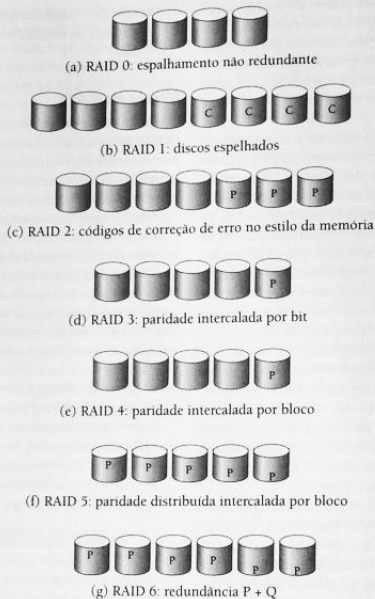 (a) RAID 0: espalhamento não redundante
C C C C
(b) RAID 1: discos espelhados
P P P
(c) RAID 2: códigos de correção de erro no estilo da memória
P
(d) RAID 3: paridade intercalada por bit
P
(e) RAID 4: paridade intercalada por bloco
P P P P P
(f) RAID 5: paridade distribuída intercalada por bloco
P P P P P P
(g) RAID 6: redundância P + Q